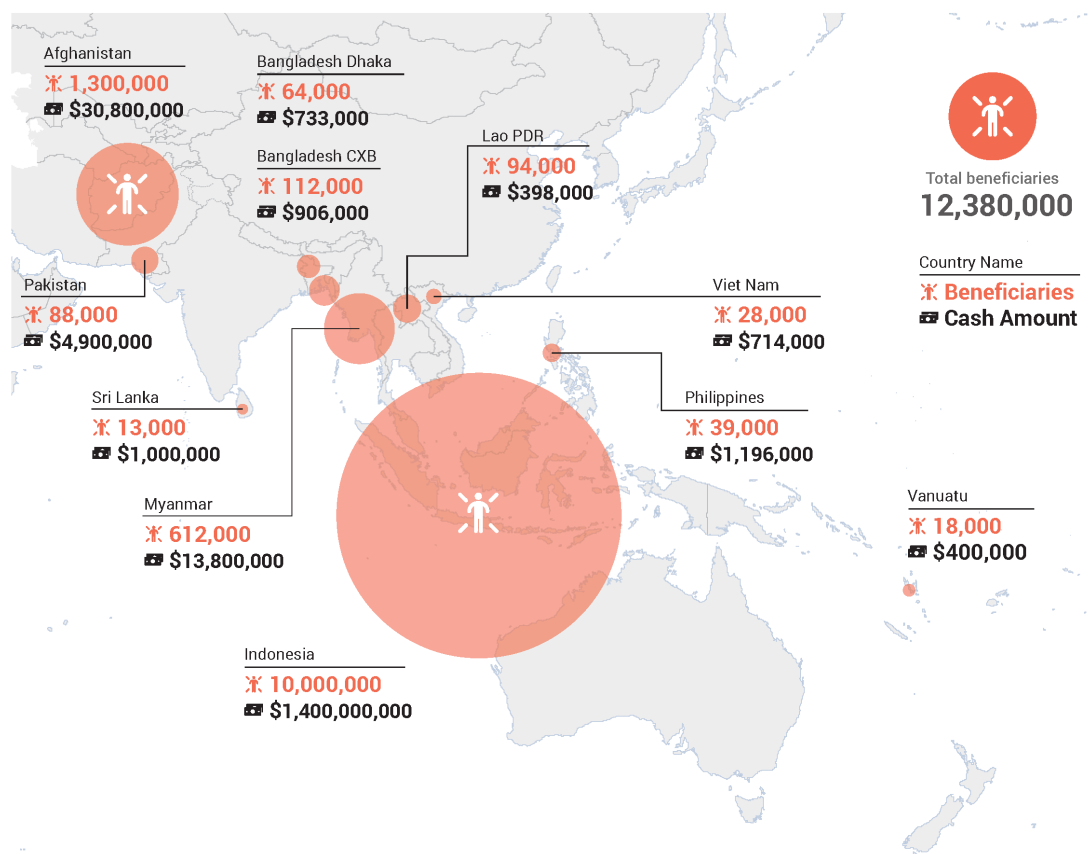 Afghanistan
1,300,000
$30,800,000
Bangladesh Dhaka
64,000
$733,000
Bangladesh CXB
112,000
$906,000
Lao PDR
94,000
$398,000
Total beneficiaries
12,380,000
Country Name
Beneficiaries
Cash Amount
Pakistan
88,000
$4,900,000
Viet Nam
28,000
$714,000
Sri Lanka
13,000
$1,000,000
Philippines
39,000
$1,196,000
Myanmar
612,000
$13,800,000
Vanuatu
18,000
$400,000
Indonesia
10,000,000
$1,400,000,000